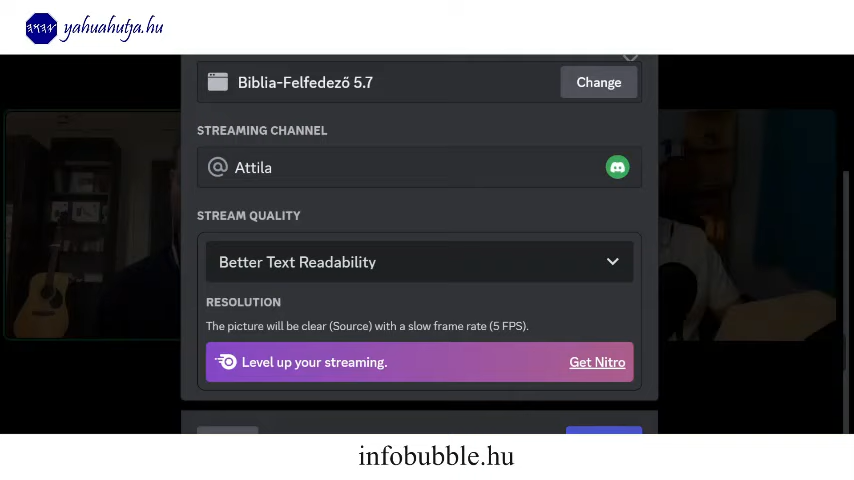 yahuahutja.hu
Biblia-Felfedező 5.7
Change
STREAMING CHANNEL
Attila
STREAM QUALITY
Better Text Readability
RESOLUTION
The picture will be clear (Source) with a slow frame rate (5 FPS).
Level up your streaming.
Get Nitro
infobubble.hu